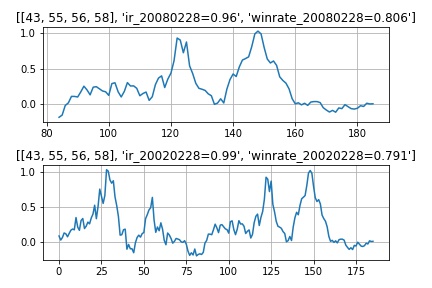 [[43, 55, 56, 58], 'ir_20080228=0.96', 'winrate_20080228=0.806']
1.0
0.5
0.0
80 100 120 140 160 180
[[43, 55, 56, 58], 'ir_20020228=0.99', 'winrate_20020228=0.791']
1.0
0.5
0.0
0 25 50 75 100 125 150 175